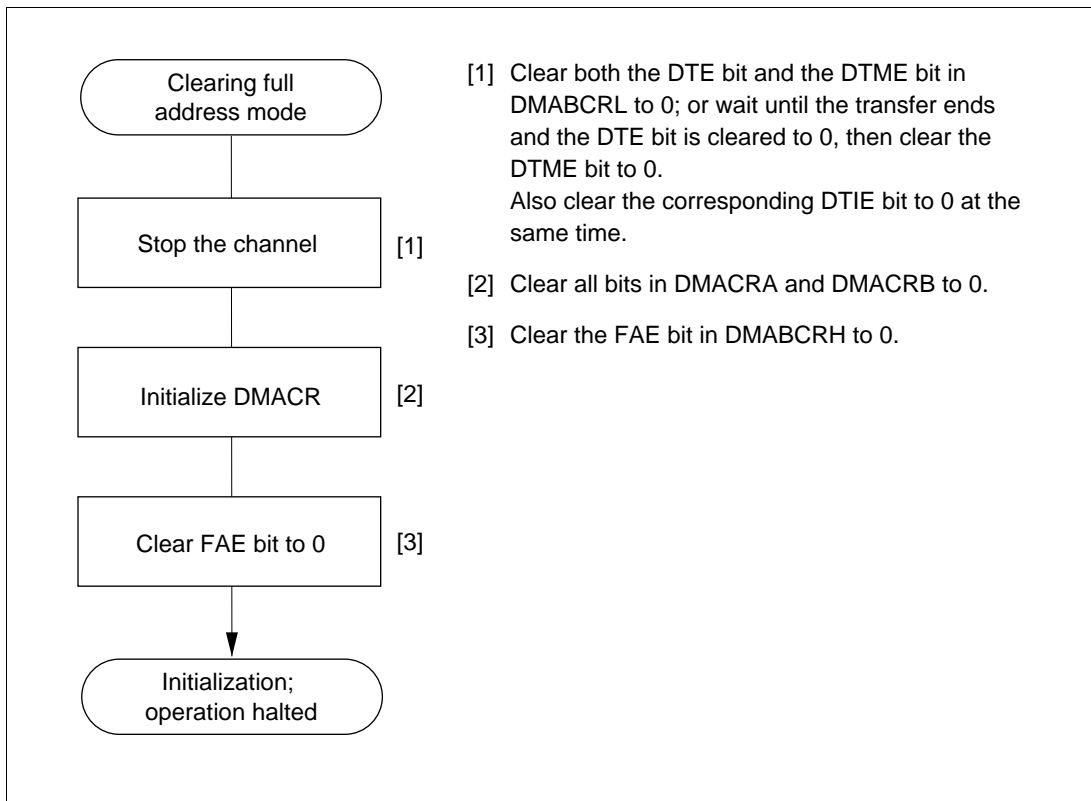 Clearing full
address mode
Stop the channel
[1]
Initialize DMACR
[2]
Clear FAE bit to 0
[3]
Initialization;
operation halted
[1] Clear both the DTE bit and the DTME bit in
DMABCRL to 0; or wait until the transfer ends
and the DTE bit is cleared to 0, then clear the
DTME bit to 0.
Also clear the corresponding DTIE bit to 0 at the
same time.
[2] Clear all bits in DMACRA and DMACRB to 0.
[3] Clear the FAE bit in DMABCRH to 0.